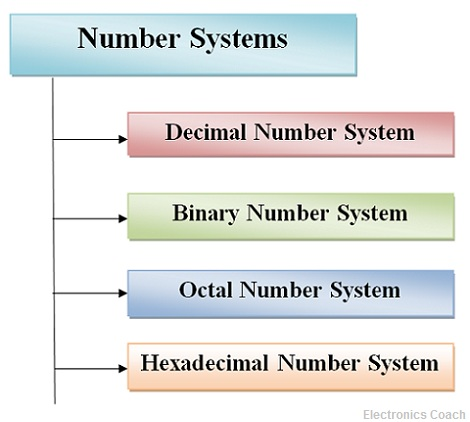 Number Systems
Decimal Number System
Binary Number System
Octal Number System
Hexadecimal Number System
Electronics Coach